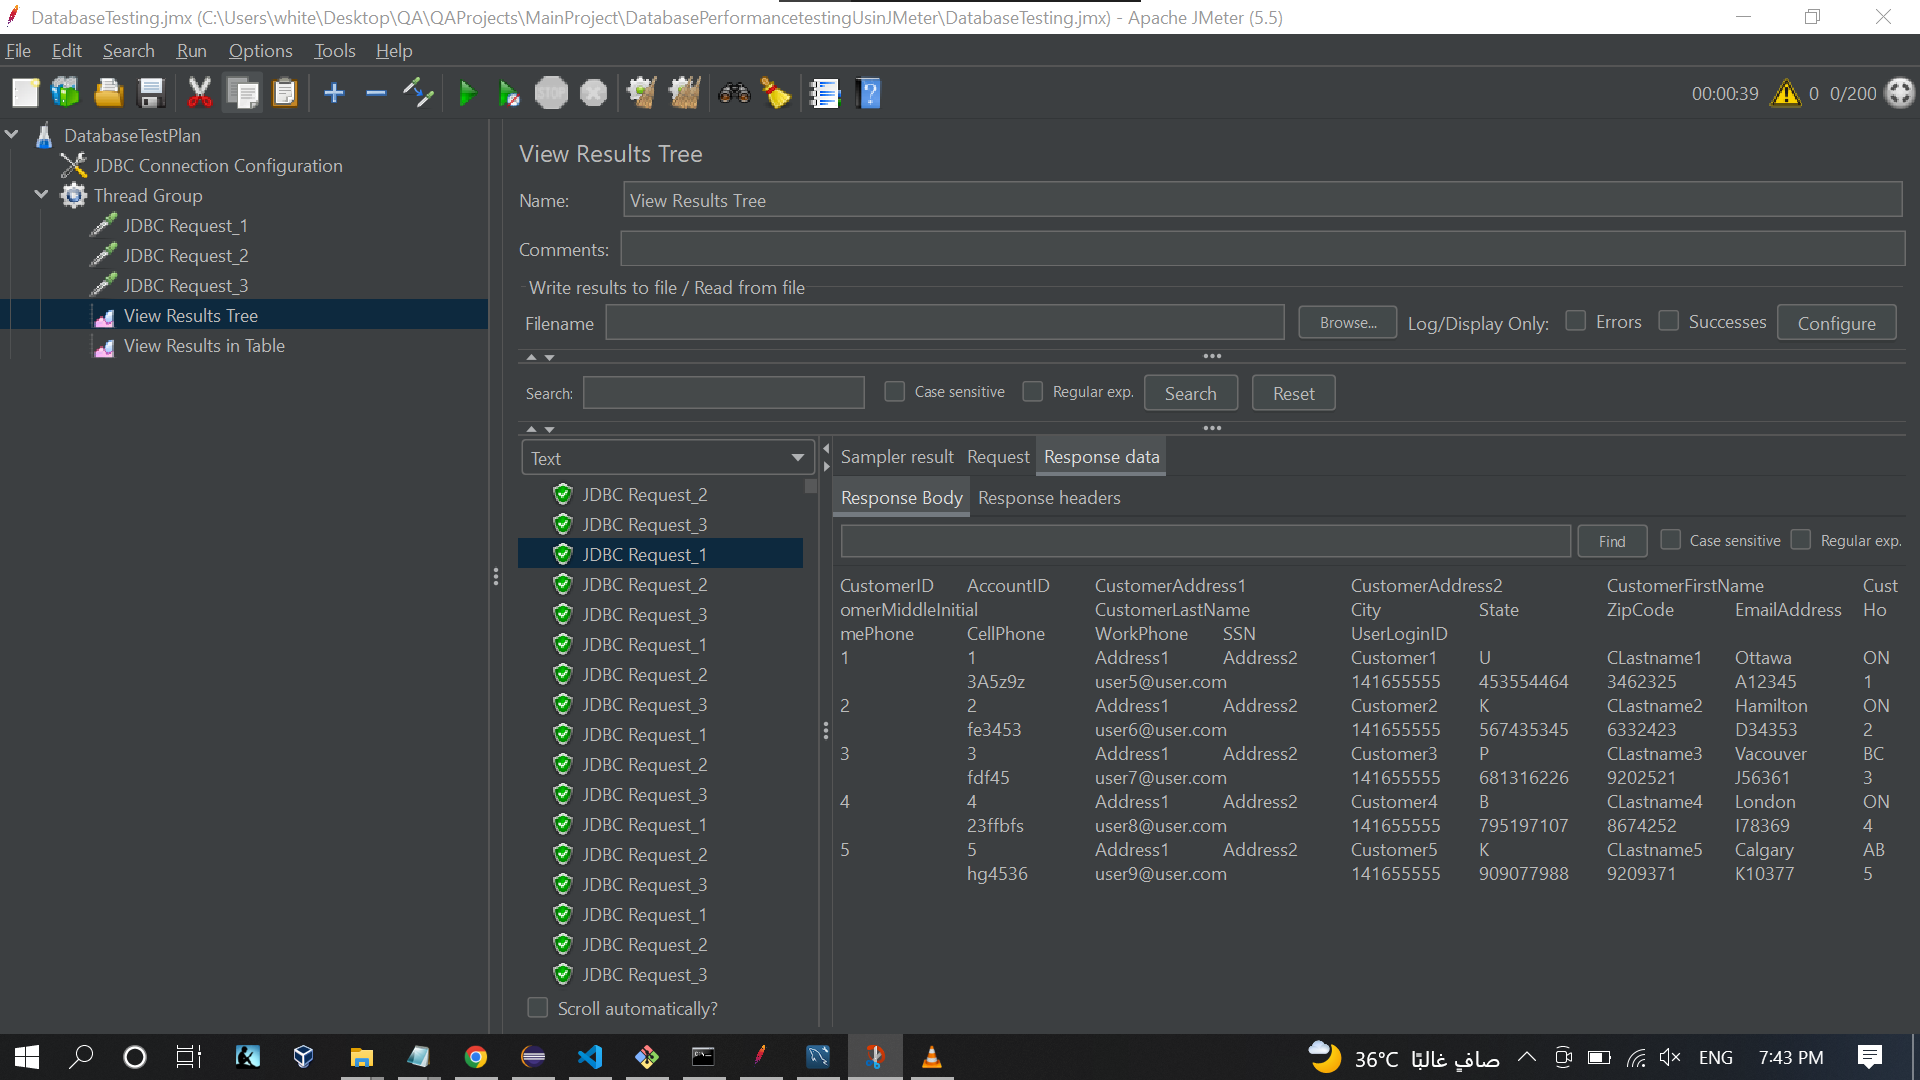 DatabaseTesting.jmx (C:\Users\white\Desktop\QA\QAProjects\MainProject\DatabasePerformancetestingUsinJMeter\DatabaseTesting.jmx) - Apache JMeter (5.5)
File Edit Search Run Options Tools Help
STOP
00:00:39 0 0/200
DatabaseTestPlan
JDBC Connection Configuration
Thread Group
JDBC Request_1
JDBC Request_2
JDBC Request_3
View Results Tree
View Results in Table
View Results Tree
Name: View Results Tree
Comments:
Write results to file / Read from file
Filename Browse... Log/Display Only: Errors Successes Configure
Search: Case sensitive Regular exp. Search Reset
Text
JDBC Request_2
JDBC Request_3
JDBC Request_1
JDBC Request_2
JDBC Request_3
JDBC Request_1
JDBC Request_2
JDBC Request_3
JDBC Request_1
JDBC Request_2
JDBC Request_3
JDBC Request_1
JDBC Request_2
JDBC Request_3
JDBC Request_1
JDBC Request_2
JDBC Request_3
Scroll automatically?
Sampler result Request Response data
Response Body Response headers
Find Case sensitive Regular exp.
CustomerID AccountID CustomerAddress1 CustomerAddress2 CustomerFirstName Cust
omerMiddleInitial CustomerLastName City State ZipCode EmailAddress Ho
mePhone CellPhone WorkPhone SSN UserLoginID
1 1 Address1 Address2 Customer1 U CLastname1 Ottawa ON
3A5z9z user5@user.com 141655555 453554464 3462325 A12345 1
2 2 Address1 Address2 Customer2 K CLastname2 Hamilton ON
fe3453 user6@user.com 141655555 567435345 6332423 D34353 2
3 3 Address1 Address2 Customer3 P CLastname3 Vacouver BC
fdf45 user7@user.com 141655555 681316226 9202521 J56361 3
4 4 Address1 Address2 Customer4 B CLastname4 London ON
23ffbfs user8@user.com 141655555 795197107 8674252 I78369 4
5 5 Address1 Address2 Customer5 K CLastname5 Calgary AB
hg4536 user9@user.com 141655555 909077988 9209371 K10377 5
36°C صافٍ غالبًا ENG 7:43 PM